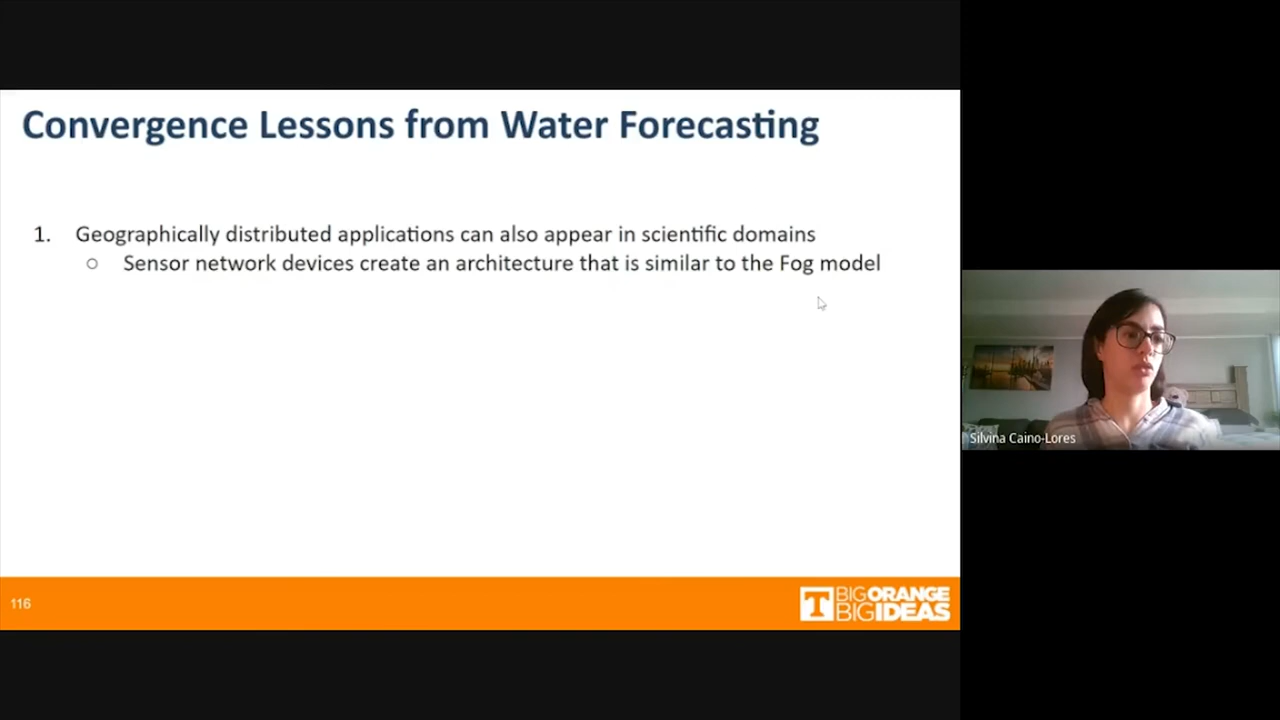 Convergence Lessons from Water Forecasting
1. Geographically distributed applications can also appear in scientific domains
○ Sensor network devices create an architecture that is similar to the Fog model
Silvina Caino-Lores
116
T BIG ORANGE
BIG IDEAS